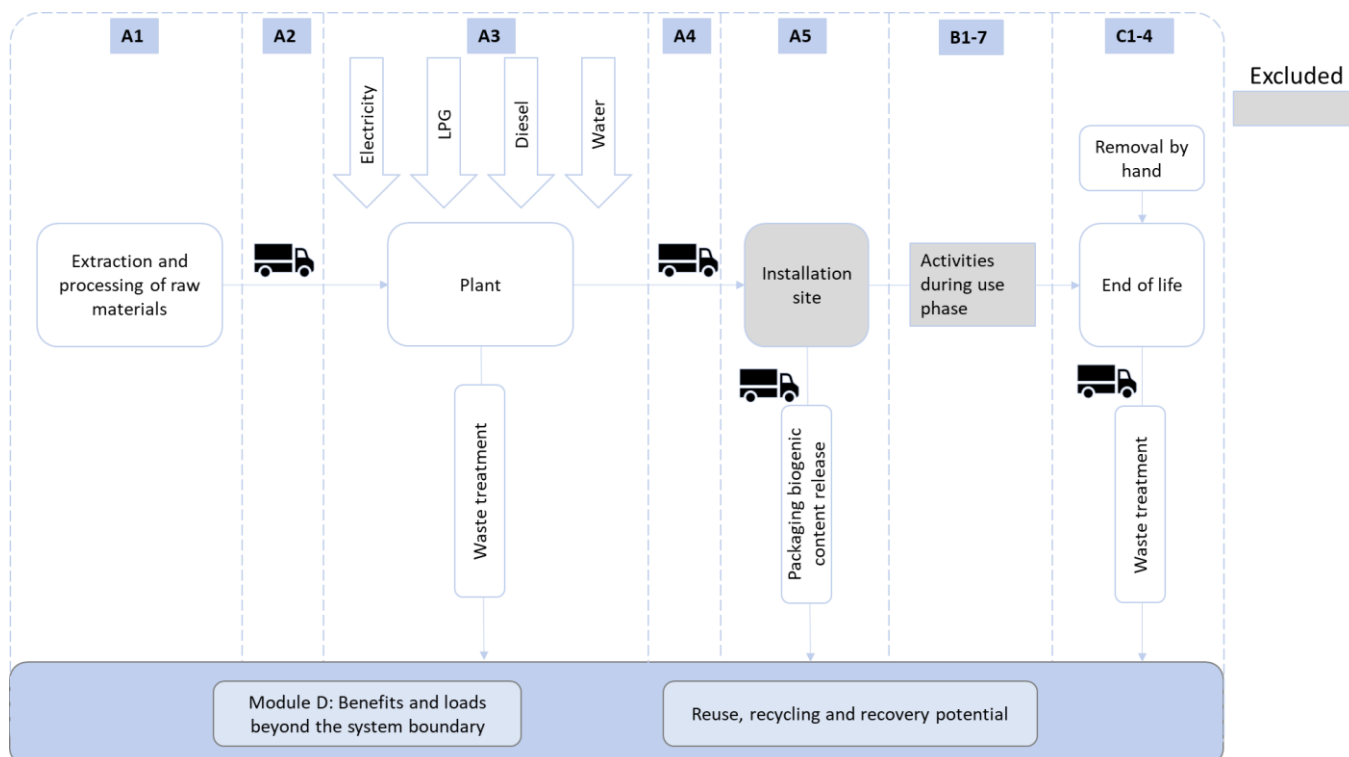 A1
A2
A3
A4
A5
B1-7
C1-4
Excluded
Electricity
LPG
Diesel
Water
Removal by
hand
Extraction and
processing of raw
materials
Plant
Installation
site
Activities
during use
phase
End of life
Waste treatment
Packaging biogenic
content release
Waste treatment
Module D: Benefits and loads
beyond the system boundary
Reuse, recycling and recovery potential